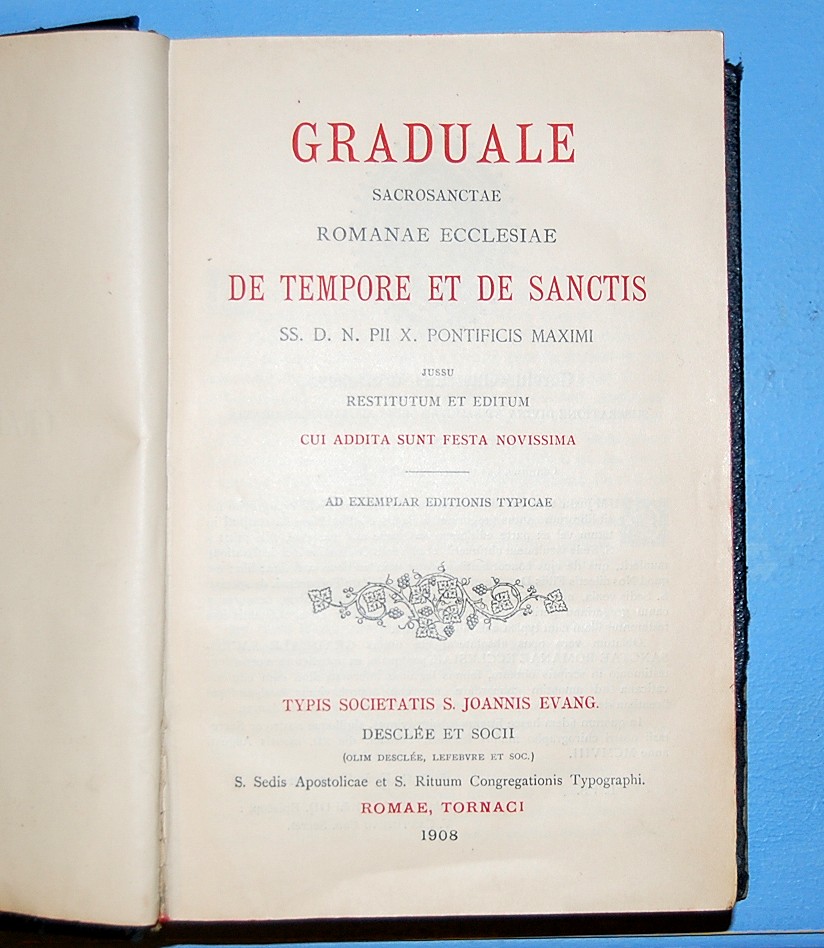 GRADUALE
SACROSANCTAE
ROMANAE ECCLESIAE
DE TEMPORE ET DE SANCTIS
SS. D. N. PII X. PONTIFICIS MAXIMI
JUSSU
RESTITUTUM ET EDITUM
CUI ADDITA SUNT FESTA NOVISSIMA
AD EXEMPLAR EDITIONIS TYPICAE
TYPIS SOCIETATIS S. JOANNIS EVANG.
DESCLÉE ET SOCII
(OLIM DESCLÉE, LEFEBVRE ET SOC.)
S. Sedis Apostolicae et S. Rituum Congregationis Typographi.
ROMAE, TORNACI
1908